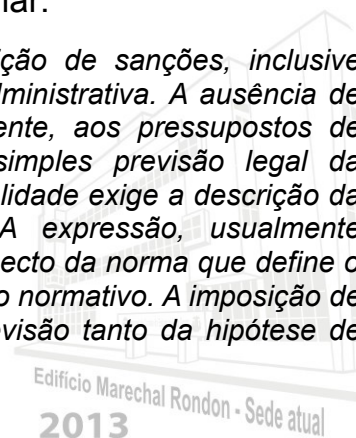 nar:
ição de sanções, inclusive
dministrativa. A ausência de
ente, aos pressupostos de
simples previsão legal da
lidade exige a descrição da
A expressão, usualmente
ecto da norma que define o
o normativo. A imposição de
visão tanto da hipótese de
Edifício Marechal Rondon - Sede atual
2013